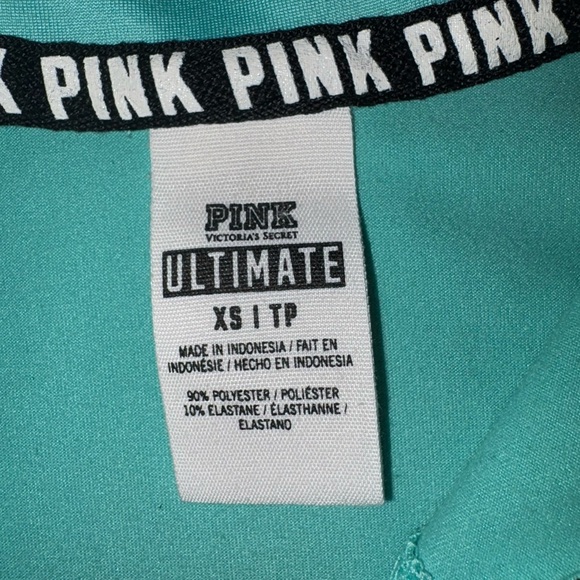 K PINK PINK PINK
PINK
VICTORIA'S SECRET
ULTIMATE
XS | TP
MADE IN INDONESIA / FAIT EN
INDONÉSIE / HECHO EN INDONESIA
90% POLYESTER / POLIÉSTER
10% ELASTANE / ÉLASTHANNE /
ELASTANO